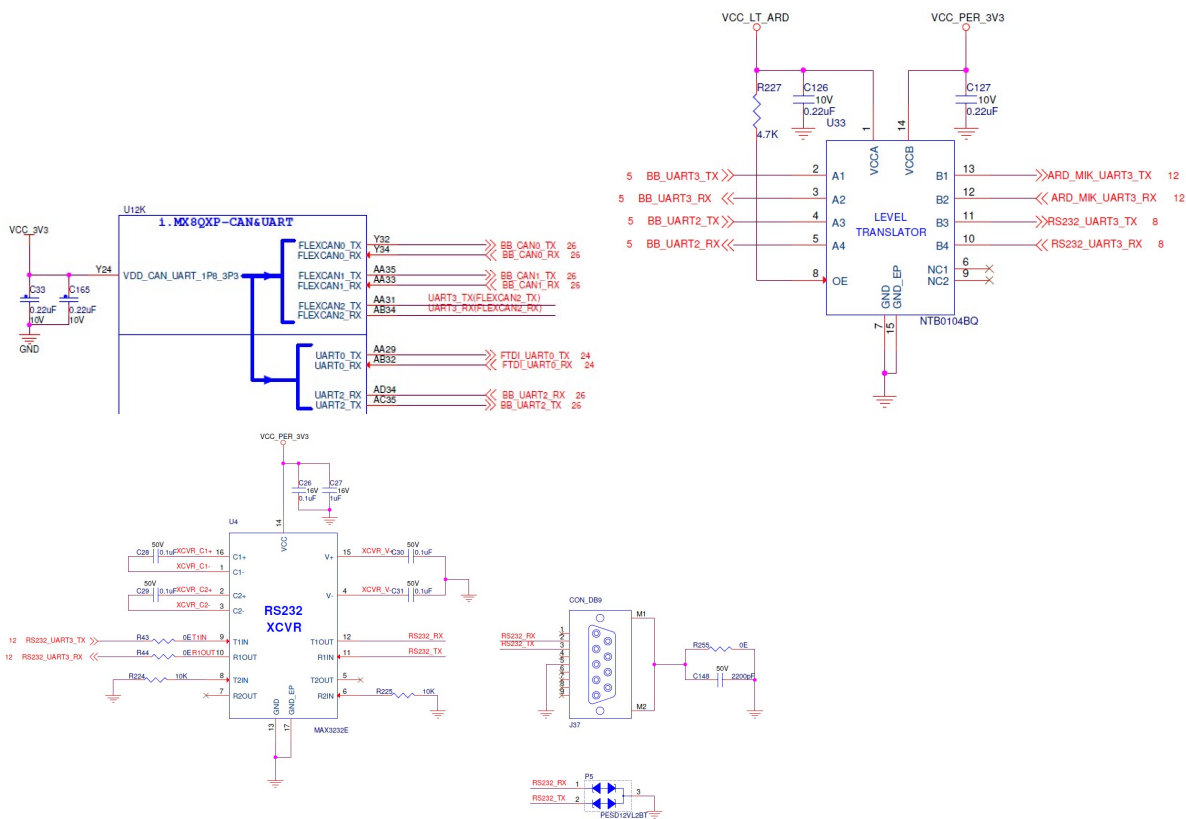 VCC_LT_ARD
VCC_PER_3V3
R227
4.7K
C126
10V
0.22uF
C127
10V
0.22uF
U33
1
14
VCCA
VCCB
5 BB_UART3_TX 2 A1 B1 13 ARD_MIK_UART3_TX 12
5 BB_UART3_RX 3 A2 B2 12 ARD_MIK_UART3_RX 12
5 BB_UART2_TX 4 A3 B3 11 RS232_UART3_TX 8
5 BB_UART2_RX 5 A4 B4 10 RS232_UART3_RX 8
LEVEL
TRANSLATOR
8 OE
NC1 6
NC2 9
GND
GND_EP
7
15
NTB0104BQ
U12K
i.MX8QXP-CAN&UART
VCC_3V3
Y24 VDD_CAN_UART_1P8_3P3
C33
0.22uF
10V
C165
0.22uF
10V
GND
FLEXCAN0_TX Y32 BB_CAN0_TX 26
FLEXCAN0_RX Y34 BB_CAN0_RX 26
FLEXCAN1_TX AA35 BB_CAN1_TX 26
FLEXCAN1_RX AA33 BB_CAN1_RX 26
FLEXCAN2_TX AA31 UART3_TX(FLEXCAN2_TX)
FLEXCAN2_RX AB34 UART3_RX(FLEXCAN2_RX)
UART0_TX AA29 FTDI_UART0_TX 24
UART0_RX AB32 FTDI_UART0_RX 24
UART2_RX AD34 BB_UART2_RX 26
UART2_TX AC35 BB_UART2_TX 26
VCC_PER_3V3
C26
16V
0.1uF
C27
16V
1uF
U4
14
VCC
50V
C28 0.1uF XCVR_C1+ 16 C1+
XCVR_C1- 1 C1-
50V
C29 0.1uF XCVR_C2+ 2 C2+
XCVR_C2- 3 C2-
V+ 15 XCVR_V+ C30 50V 0.1uF
V- 4 XCVR_V- C31 50V 0.1uF
RS232
XCVR
12 RS232_UART3_TX R43 0E T1IN 9 T1IN
12 RS232_UART3_RX R44 0E R1OUT 10 R1OUT
R224 10K 8 T2IN
7 R2OUT
T1OUT 12 RS232_RX
R1IN 11 RS232_TX
T2OUT 5
R2IN 6 R225 10K
GND
GND_EP
13
17
MAX3232E
CON_DB9
M1
RS232_RX
RS232_TX
1
3
M2
J37
R255 0E
50V
C148 2200pF
P5
RS232_RX 1
RS232_TX 2
3
PESD12VL2BT